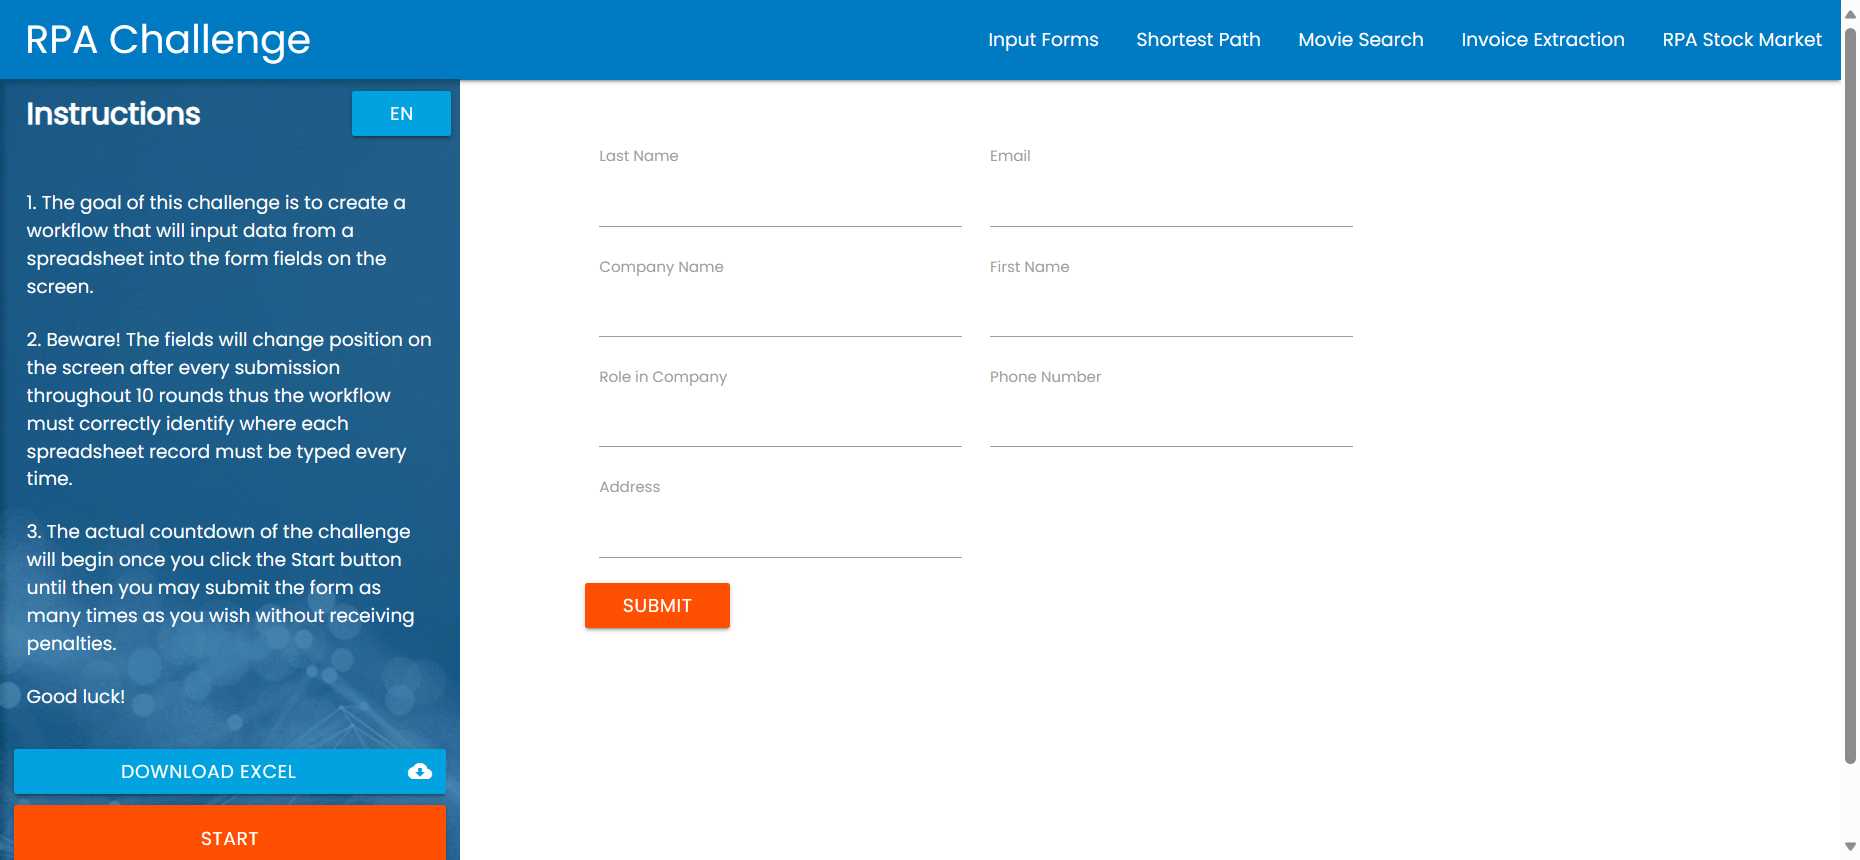 RPA Challenge
Input Forms
Shortest Path
Movie Search
Invoice Extraction
RPA Stock Market
Instructions
EN
1. The goal of this challenge is to create a
workflow that will input data from a
spreadsheet into the form fields on the
screen.
2. Beware! The fields will change position on
the screen after every submission
throughout 10 rounds thus the workflow
must correctly identify where each
spreadsheet record must be typed every
time.
3. The actual countdown of the challenge
will begin once you click the Start button
until then you may submit the form as
many times as you wish without receiving
penalties.
Good luck!
DOWNLOAD EXCEL
START
Last Name
Email
Company Name
First Name
Role in Company
Phone Number
Address
SUBMIT